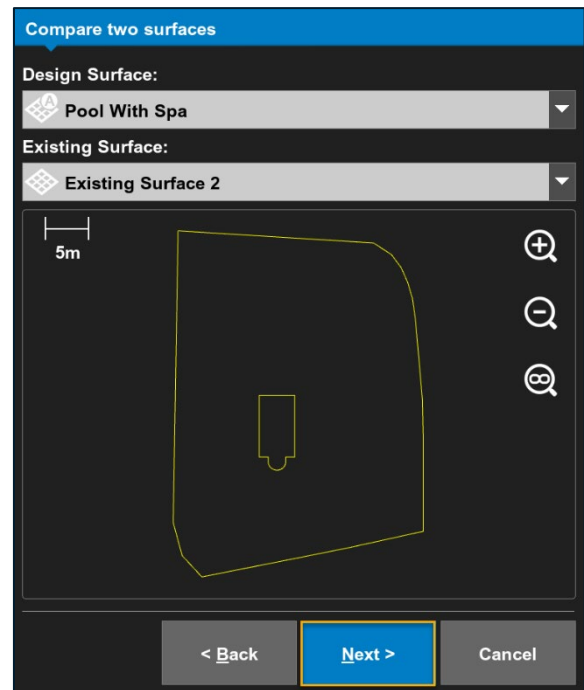 Compare two surfaces
Design Surface:
Pool With Spa
Existing Surface:
Existing Surface 2
5m
< Back
Next >
Cancel